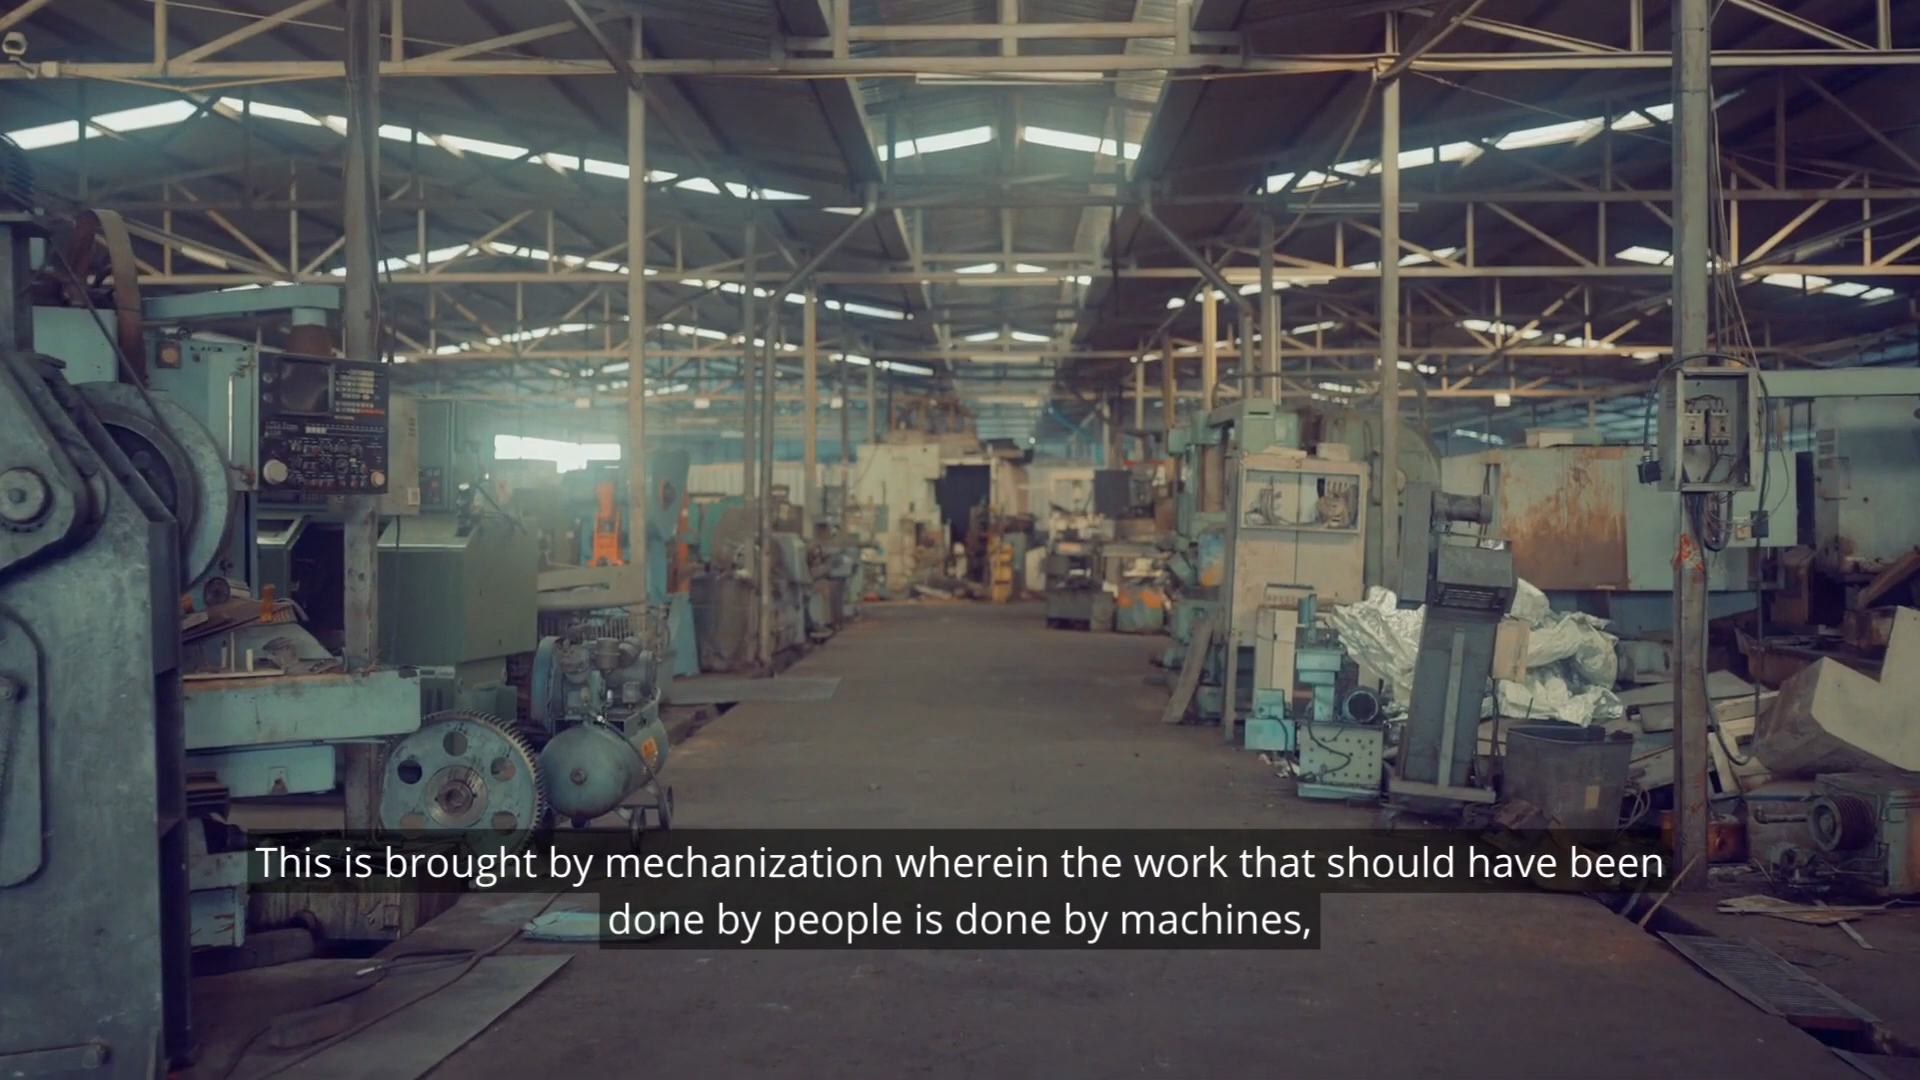 This is brought by mechanization wherein the work that should have been
done by people is done by machines,